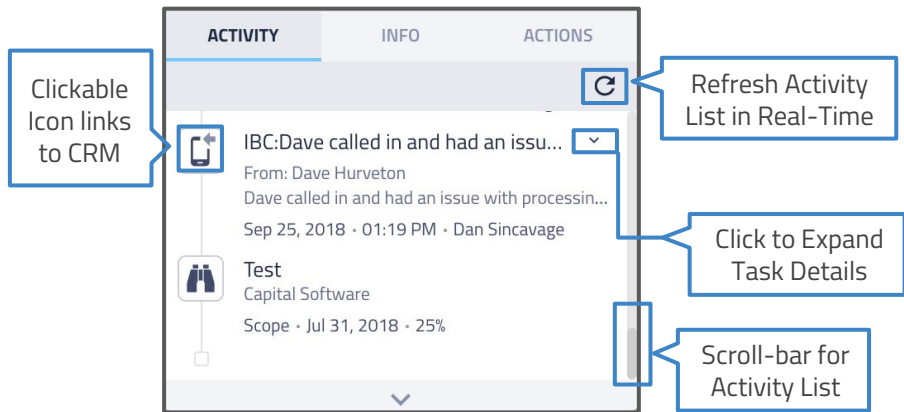 ACTIVITY INFO ACTIONS
Clickable
Icon links
to CRM
Refresh Activity
List in Real-Time
IBC:Dave called in and had an issu...
From: Dave Hurveton
Dave called in and had an issue with processin...
Sep 25, 2018 • 01:19 PM • Dan Sincavage
Click to Expand
Task Details
Test
Capital Software
Scope • Jul 31, 2018 • 25%
Scroll-bar for
Activity List